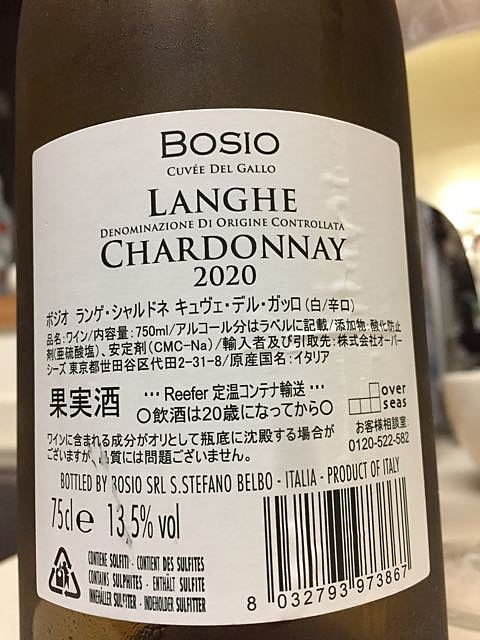 BOSIO
CUVÉE DEL GALLO
LANGHE
DENOMINAZIONE DI ORIGINE CONTROLLATA
CHARDONNAY
2020
ボジオ ランゲ・シャルドネ キュヴェ・デル・ガッロ(白/辛口)
品名:ワイン/内容量:750ml/アルコール分はラベルに記載/添加物:酸化防止
剤(亜硫酸塩)、安定剤(CMC-Na)/輸入者及び引取先:株式会社オーバー
シーズ 東京都世田谷区代田2-31-8/原産国名:イタリア
果実酒
… Reefer 定温コンテナ輸送 …
○飲酒は20歳になってから○
over
seas
お客様相談室:
0120-522-582
ワインに含まれる成分がオリとして瓶底に沈殿する場合が
ございますが、品質には問題ございません。
BOTTLED BY BOSIO SRL S.STEFANO BELBO - ITALIA - PRODUCT OF ITALY
75cl e 13,5% vol
CONTIENE SOLFITI - CONTIENT DES SULFITES
CONTAINS SULPHITES - ENTHÄLT SULFITE
INNEHÅLLER SULFITER - INDEHOLDER SULFITTER
8 032793 973867